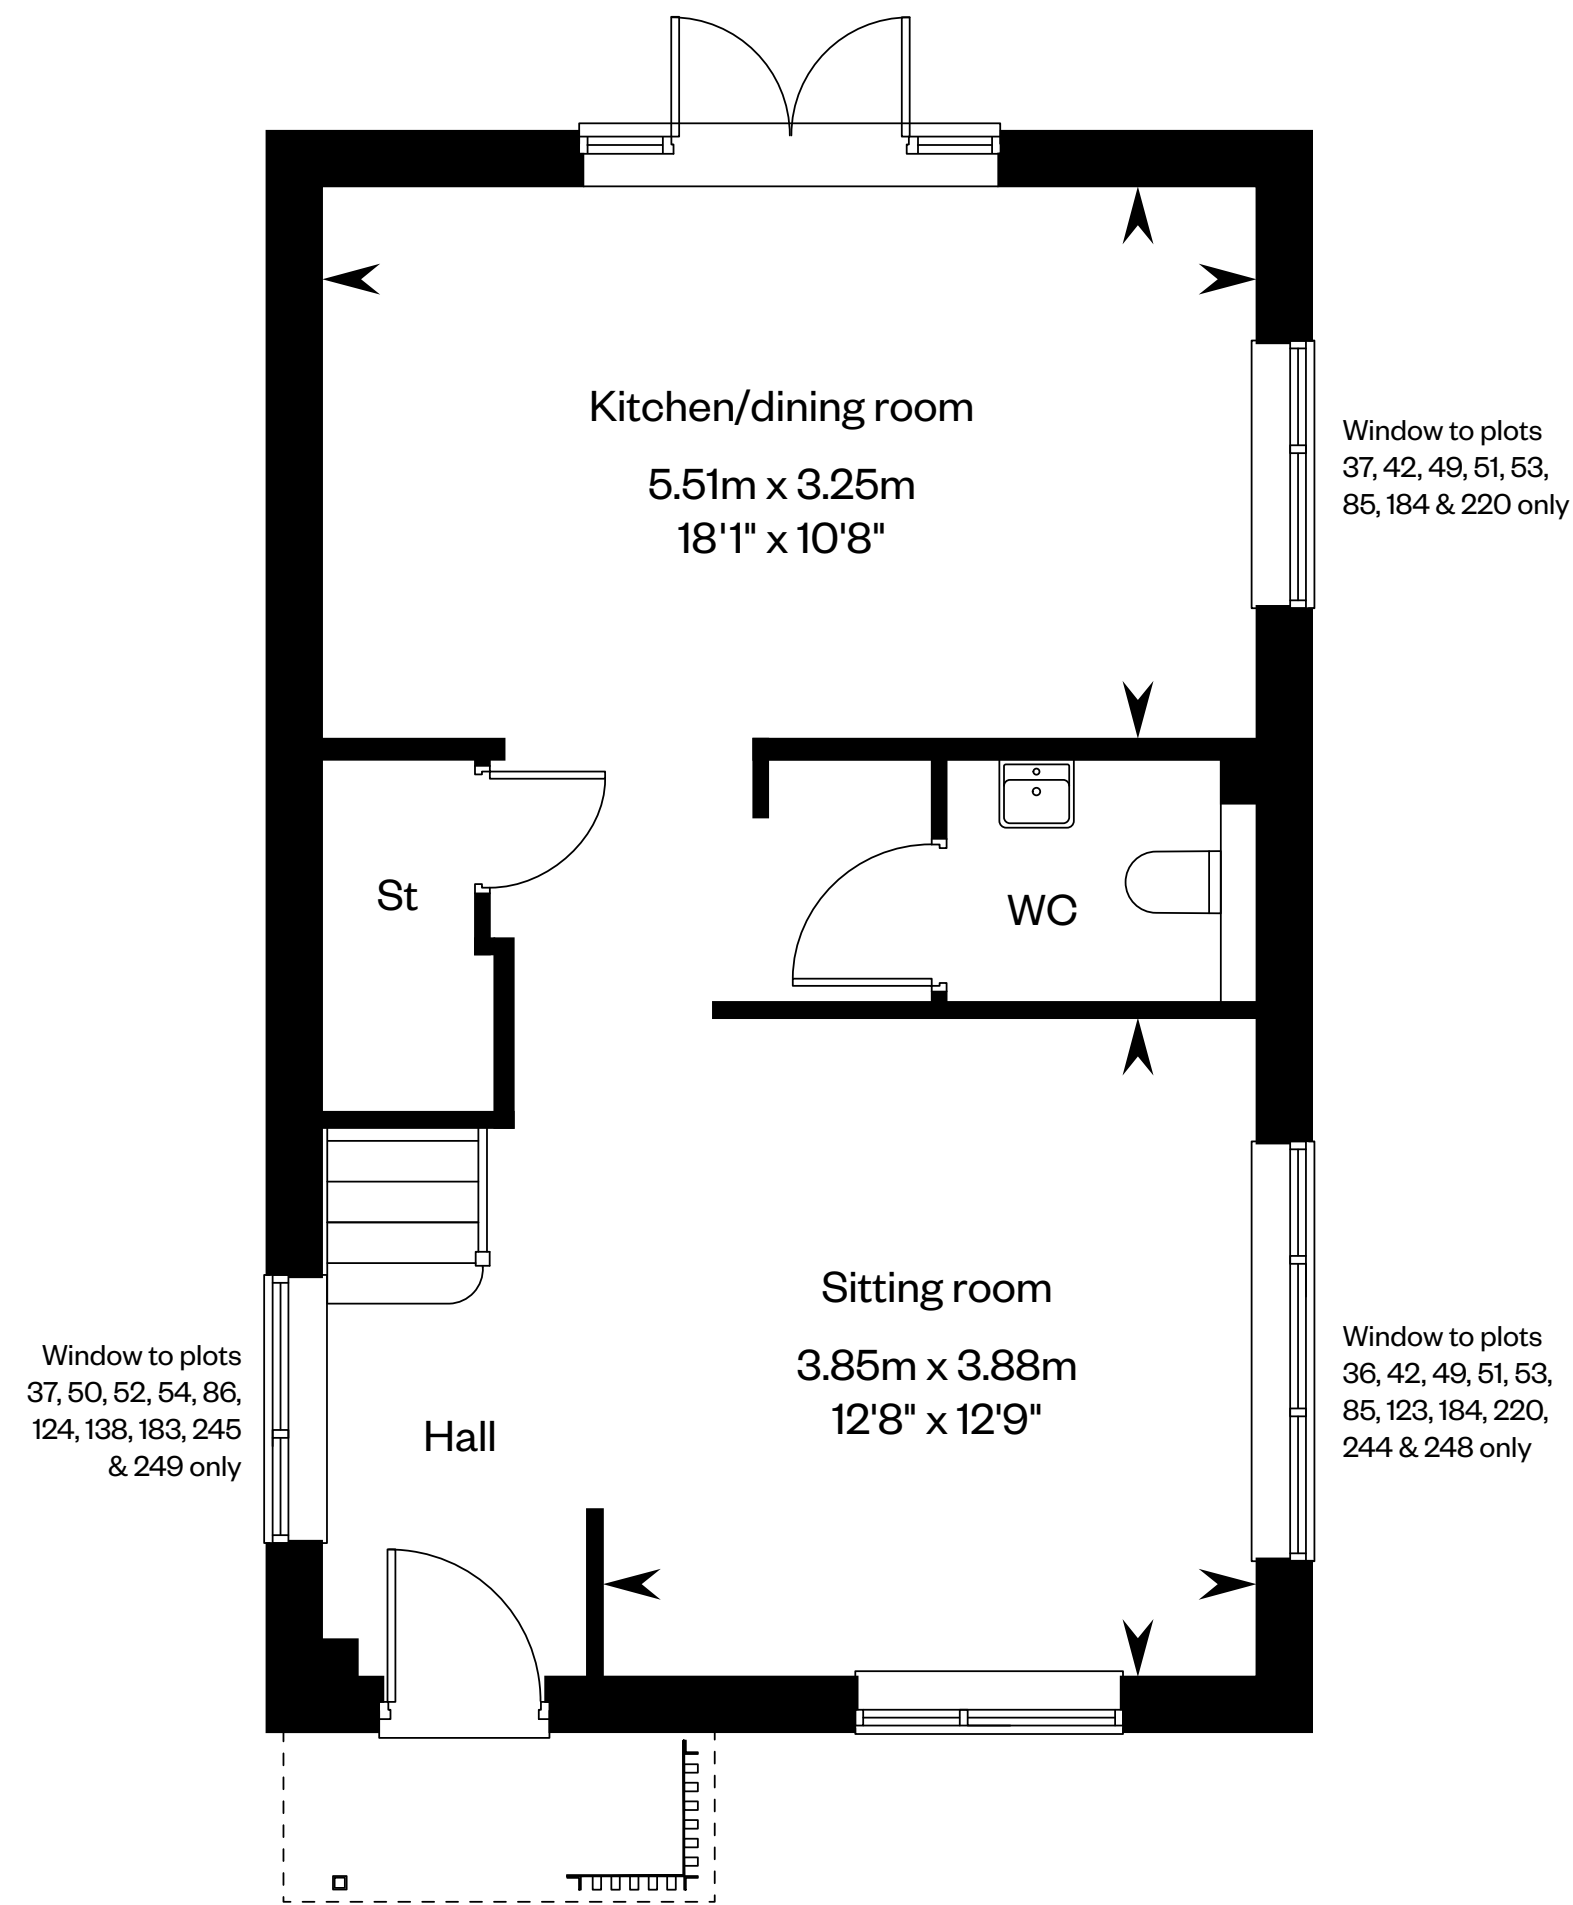 Kitchen/dining room
5.51m x 3.25m
18'1" x 10'8"
Window to plots
37, 42, 49, 51, 53,
85, 184 & 220 only
St
WC
Sitting room
3.85m x 3.88m
12'8" x 12'9"
Window to plots
36, 42, 49, 51, 53,
85, 123, 184, 220,
244 & 248 only
Window to plots
37, 50, 52, 54, 86,
124, 138, 183, 245
& 249 only
Hall